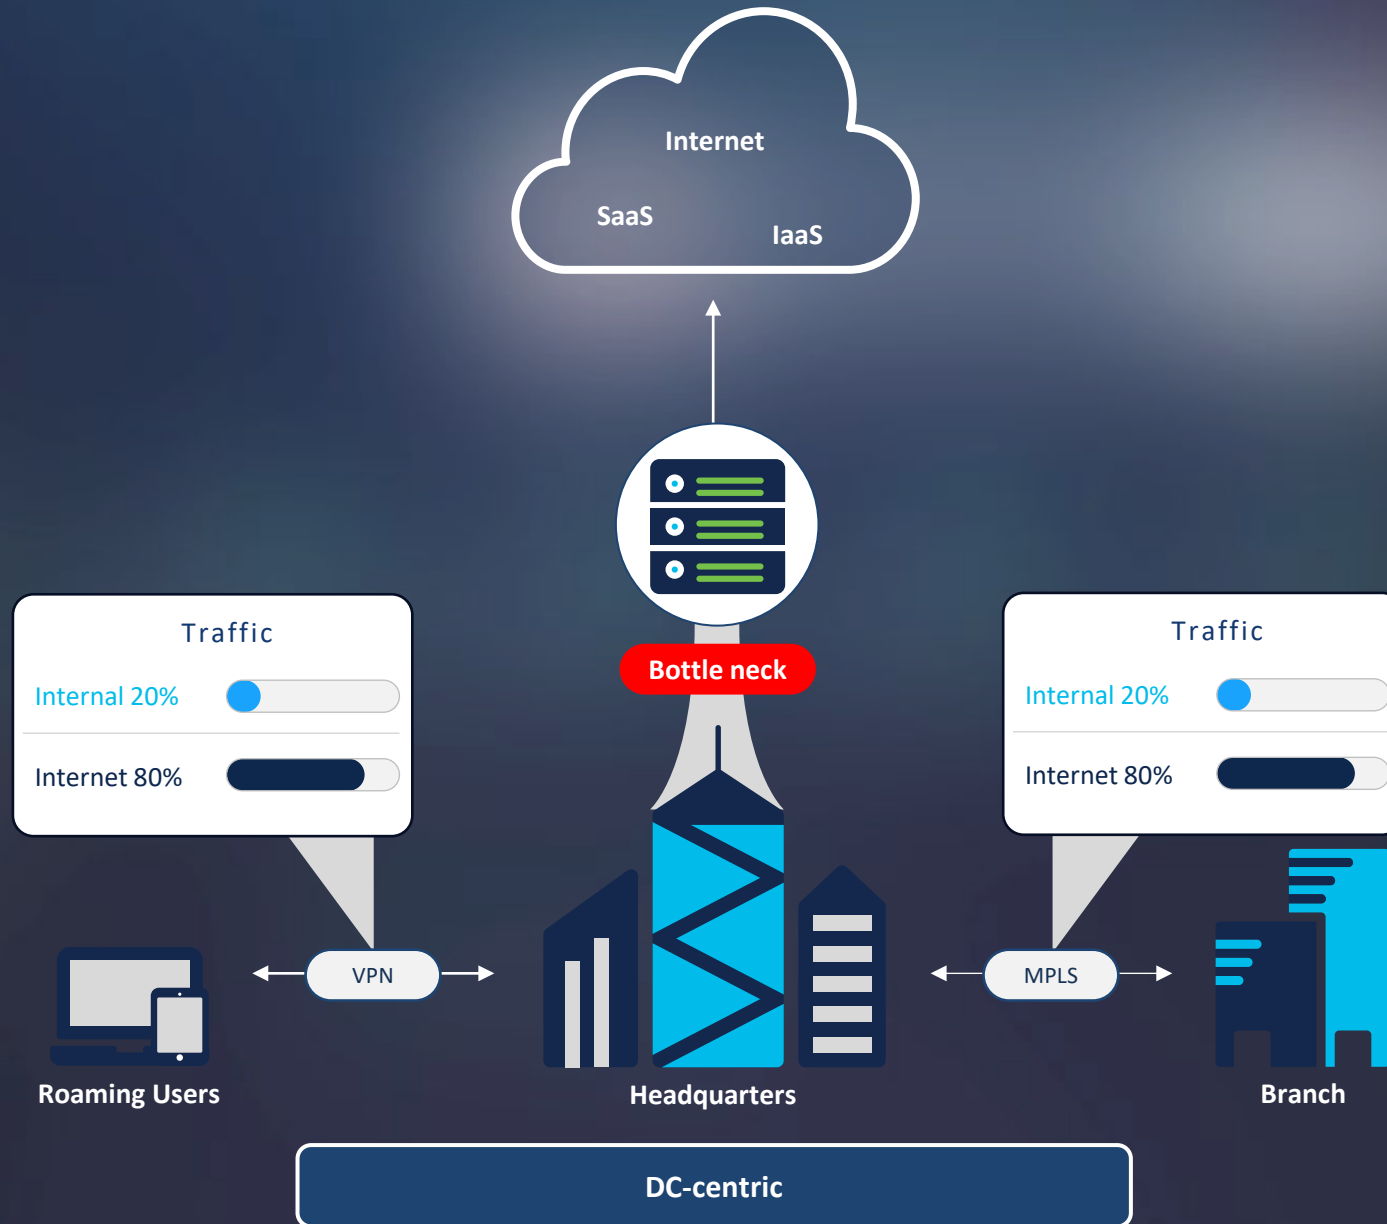 Internet
SaaS
IaaS
Traffic
Internal 20%
Internet 80%
Bottle neck
Traffic
Internal 20%
Internet 80%
VPN
MPLS
Roaming Users
Headquarters
Branch
DC-centric